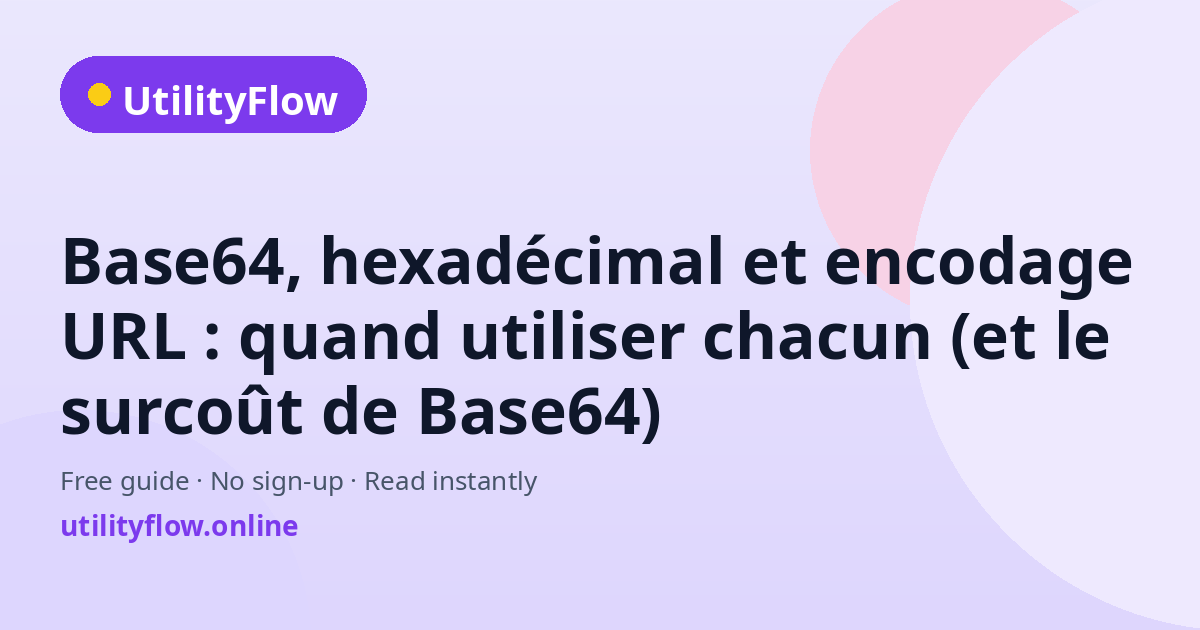 UtilityFlow
Base64, hexadécimal et encodage
URL : quand utiliser chacun (et le
surcoût de Base64)
Free guide · No sign-up · Read instantly
utilityflow.online